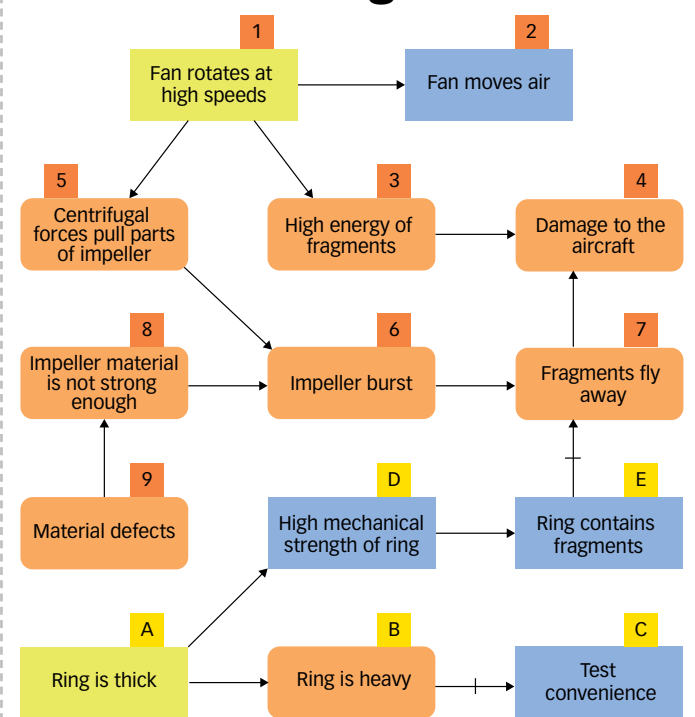 1
2
Fan rotates at
high speeds
Fan moves air
5
3
4
Centrifugal
forces pull parts
of impeller
High energy of
fragments
Damage to the
aircraft
8
6
7
Impeller material
is not strong
enough
Impeller burst
Fragments fly
away
9
D
E
Material defects
High mechanical
strength of ring
Ring contains
fragments
A
B
C
Ring is thick
Ring is heavy
Test
convenience